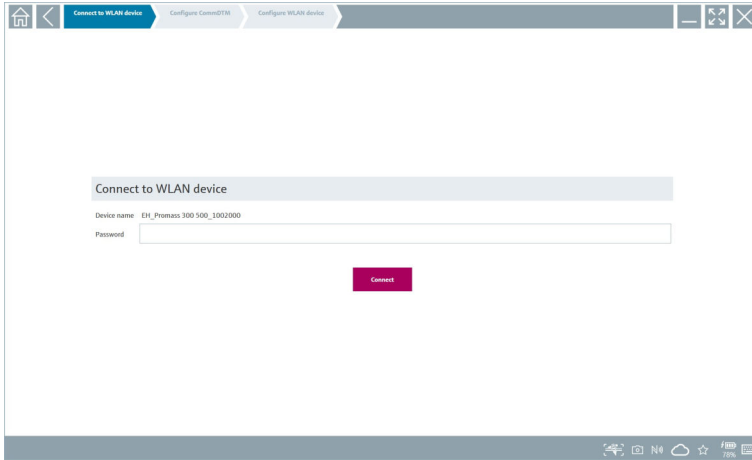 Connect to WLAN device
Configure CommDTM
Configure WLAN device
Connect to WLAN device
Device name EH_Promass 300 500_1002000
Password
Connect
N
78%